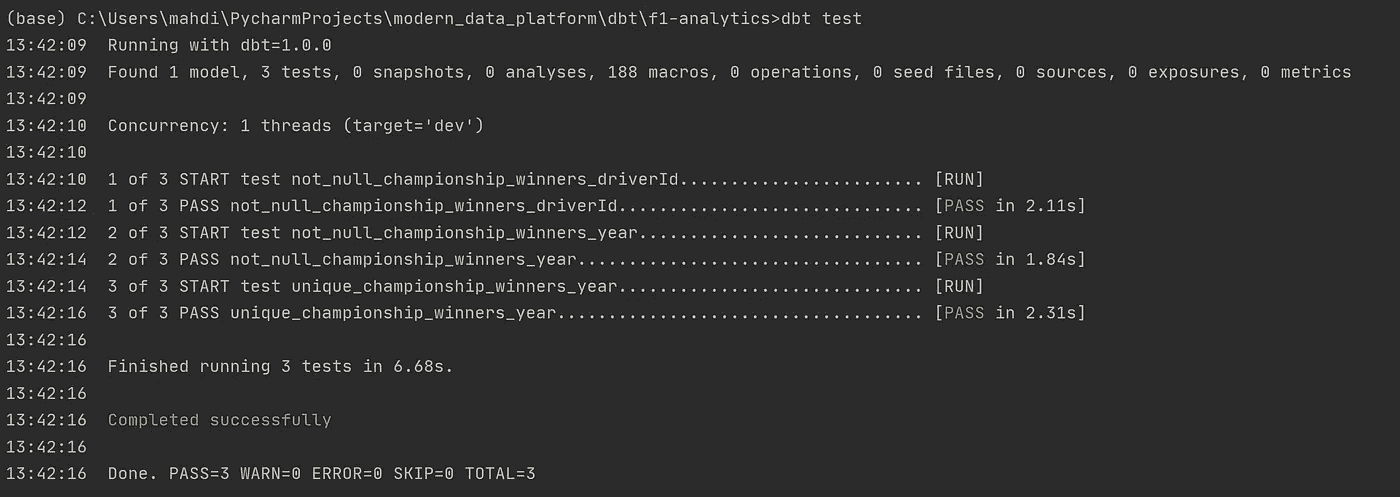 (base) C:\Users\mahdi\PycharmProjects\modern_data_platform\dbt\f1-analytics>dbt test
13:42:09  Running with dbt=1.0.0
13:42:09  Found 1 model, 3 tests, 0 snapshots, 0 analyses, 188 macros, 0 operations, 0 seed files, 0 sources, 0 exposures, 0 metrics
13:42:09
13:42:10  Concurrency: 1 threads (target='dev')
13:42:10
13:42:10  1 of 3 START test not_null_championship_winners_driverId........................ [RUN]
13:42:12  1 of 3 PASS not_null_championship_winners_driverId.............................. [PASS in 2.11s]
13:42:12  2 of 3 START test not_null_championship_winners_year............................ [RUN]
13:42:14  2 of 3 PASS not_null_championship_winners_year.................................. [PASS in 1.84s]
13:42:14  3 of 3 START test unique_championship_winners_year.............................. [RUN]
13:42:16  3 of 3 PASS unique_championship_winners_year.................................... [PASS in 2.31s]
13:42:16
13:42:16  Finished running 3 tests in 6.68s.
13:42:16
13:42:16  Completed successfully
13:42:16
13:42:16  Done. PASS=3 WARN=0 ERROR=0 SKIP=0 TOTAL=3